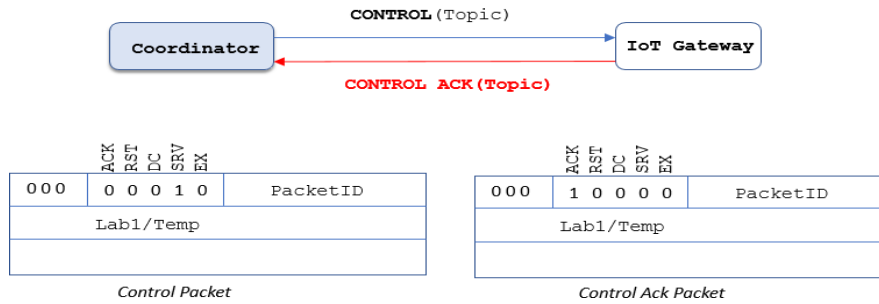 CONTROL(Topic)
Coordinator
IoT Gateway
CONTROL ACK(Topic)
ACK RST DC SRV EX
000 0 0 0 1 0 PacketID
Lab1/Temp
Control Packet
ACK RST DC SRV EX
000 1 0 0 0 0 PacketID
Lab1/Temp
Control Ack Packet